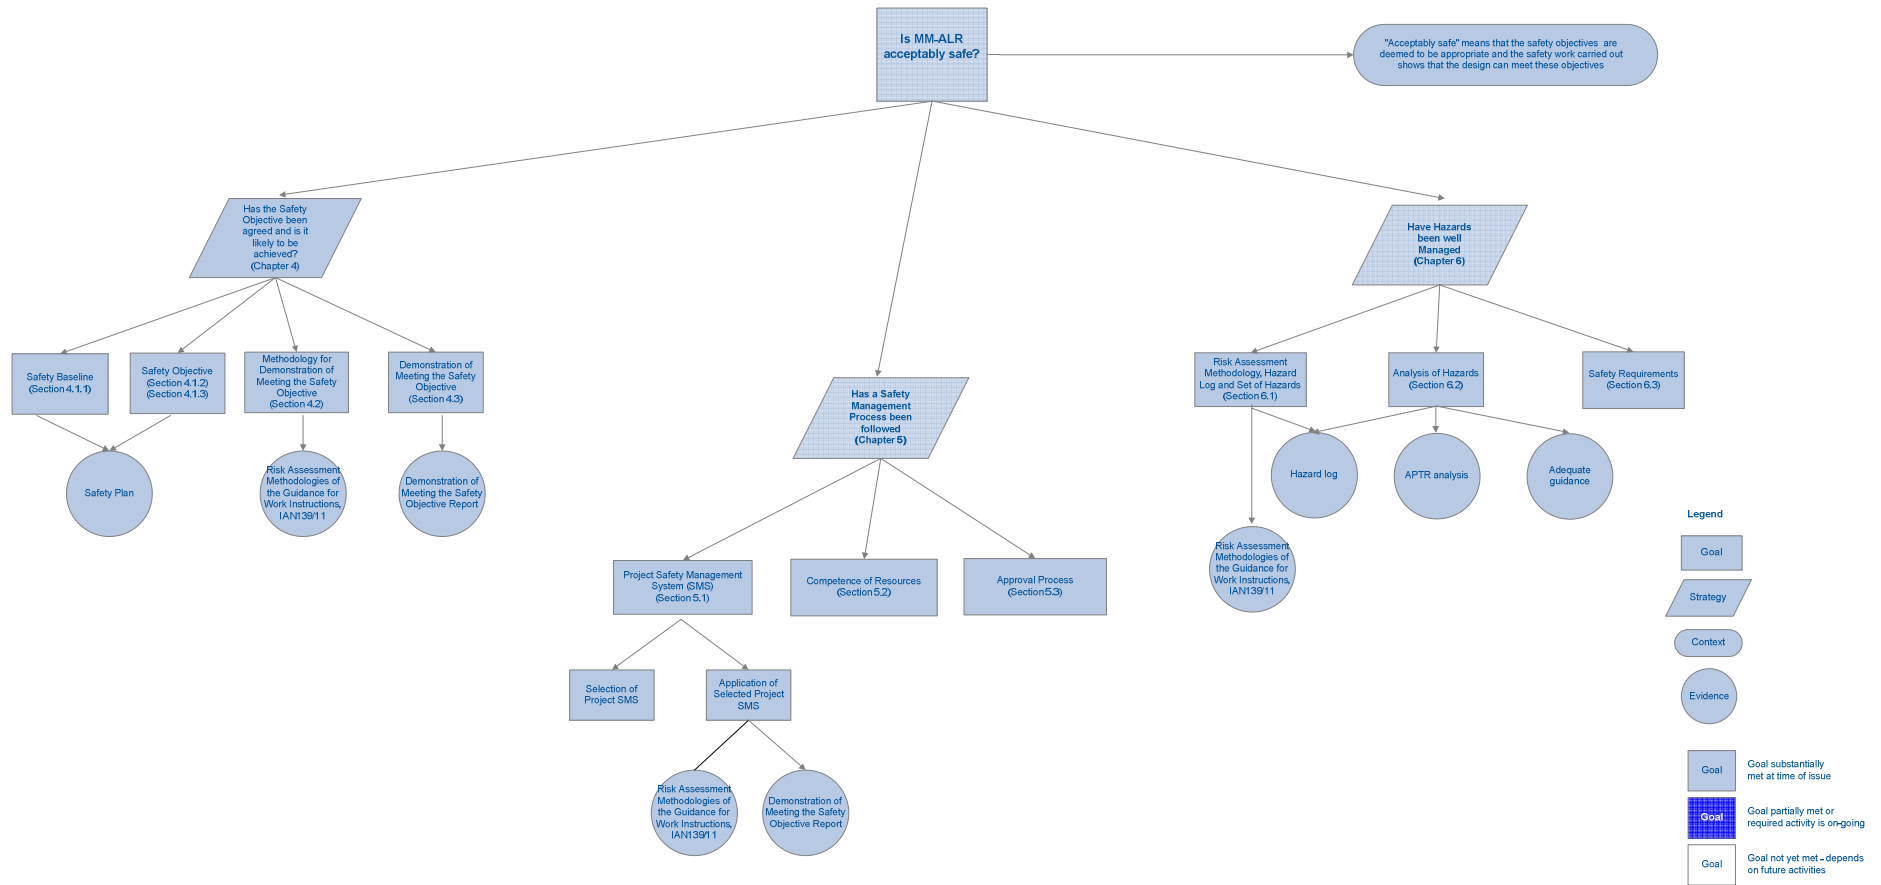 Is MM-ALR
acceptably safe?
"Acceptably safe" means that the safety objectives are
deemed to be appropriate and the safety work carried out
shows that the design can meet these objectives
Has the Safety
Objective been
agreed and is it
likely to be
achieved?
(Chapter 4)
Have Hazards
been well
Managed
(Chapter 6)
Safety Baseline
(Section 4.1.1)
Safety Objective
(Section 4.1.2)
(Section 4.1.3)
Methodology for
Demonstration of
Meeting the Safety
Objective
(Section 4.2)
Demonstration of
Meeting the Safety
Objective
(Section 4.3)
Has a Safety
Management
Process been
followed
(Chapter 5)
Risk Assessment
Methodology, Hazard
Log and Set of Hazards
(Section 6.1)
Analysis of Hazards
(Section 6.2)
Safety Requirements
(Section 6.3)
Safety Plan
Risk Assessment
Methodologies of
the Guidance for
Work Instructions,
IAN139/11
Demonstration of
Meeting the Safety
Objective Report
Hazard log
APTR analysis
Adequate
guidance
Risk Assessment
Methodologies of
the Guidance for
Work Instructions,
IAN139/11
Project Safety Management
System (SMS)
(Section 5.1)
Competence of Resources
(Section 5.2)
Approval Process
(Section 5.3)
Selection of
Project SMS
Application of
Selected Project
SMS
Risk Assessment
Methodologies of
the Guidance for
Work Instructions,
IAN139/11
Demonstration of
Meeting the Safety
Objective Report
Legend
Goal
Strategy
Context
Evidence
Goal
Goal substantially
met at time of issue
Goal
Goal partially met or
required activity is on-going
Goal
Goal not yet met - depends
on future activities